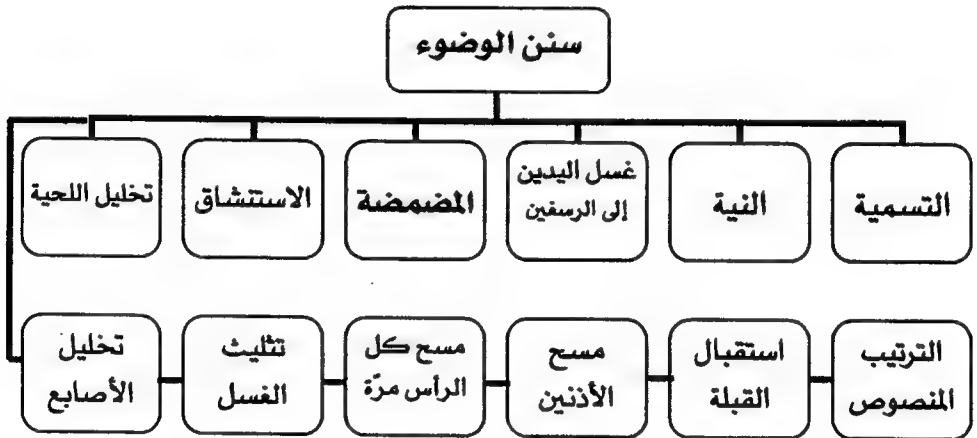 سنن الوضوء
التسمية
النية
غسل اليدين
إلى الرسغين
المضمضة
الاستنشاق
تخليل اللحية
الترتيب
المنصوص
استقبال
القبلة
مسح
الأذنين
مسح كل
الرأس مرّة
تثليث
الغسل
تخليل
الأصابع